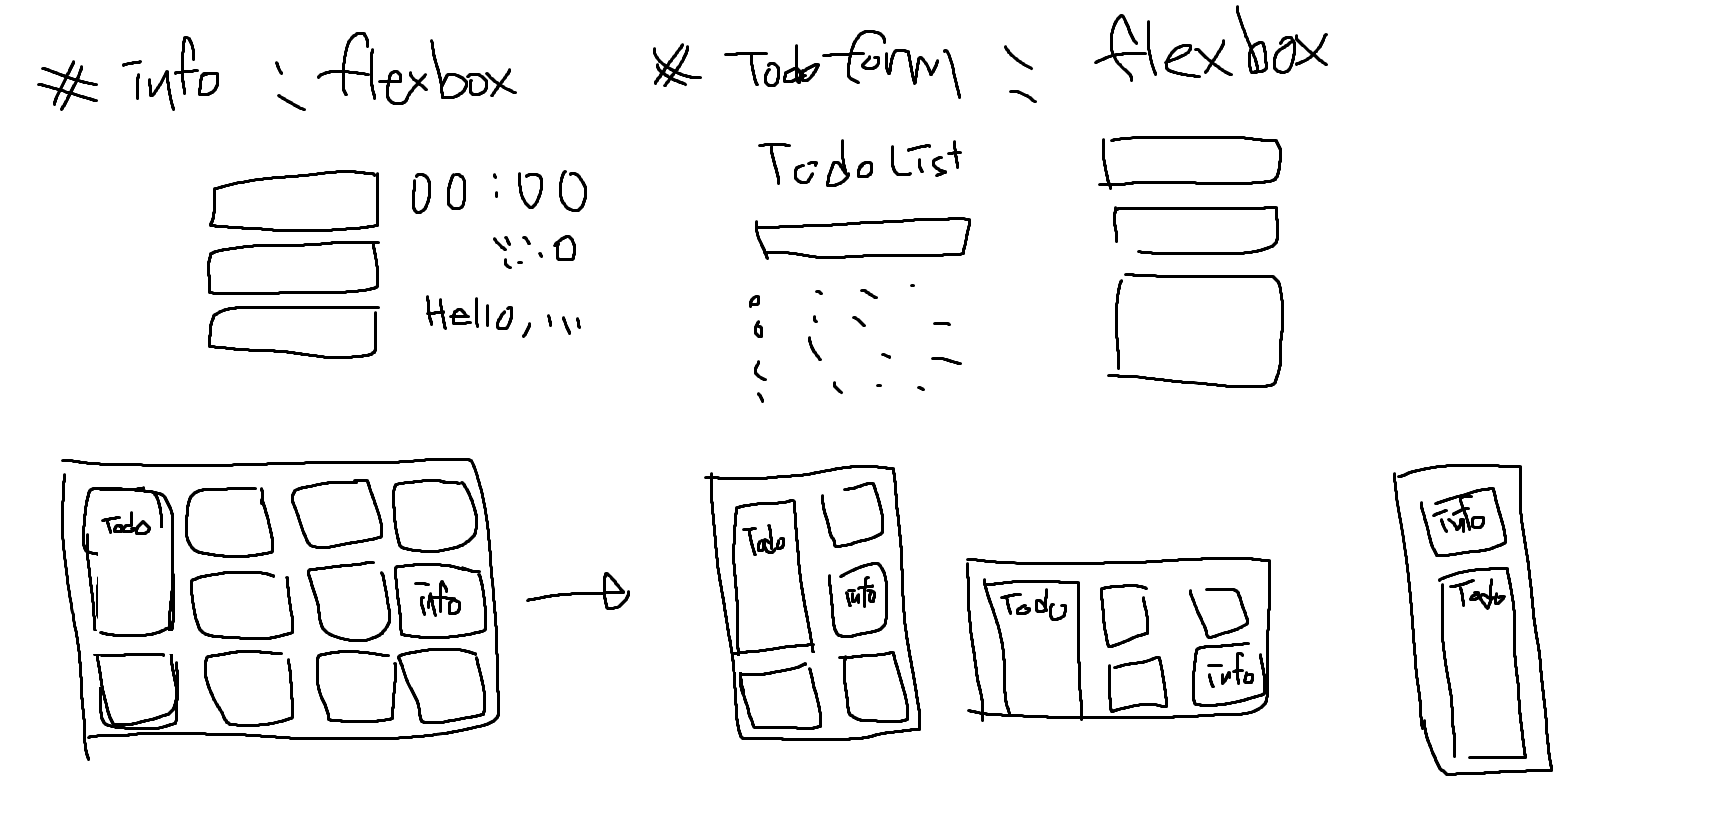 # info : flexbox
* Todo form : flexbox
00:00
Hello, ...
Todo List
Todo
info
Todo
info
Todo
info
info
Todo